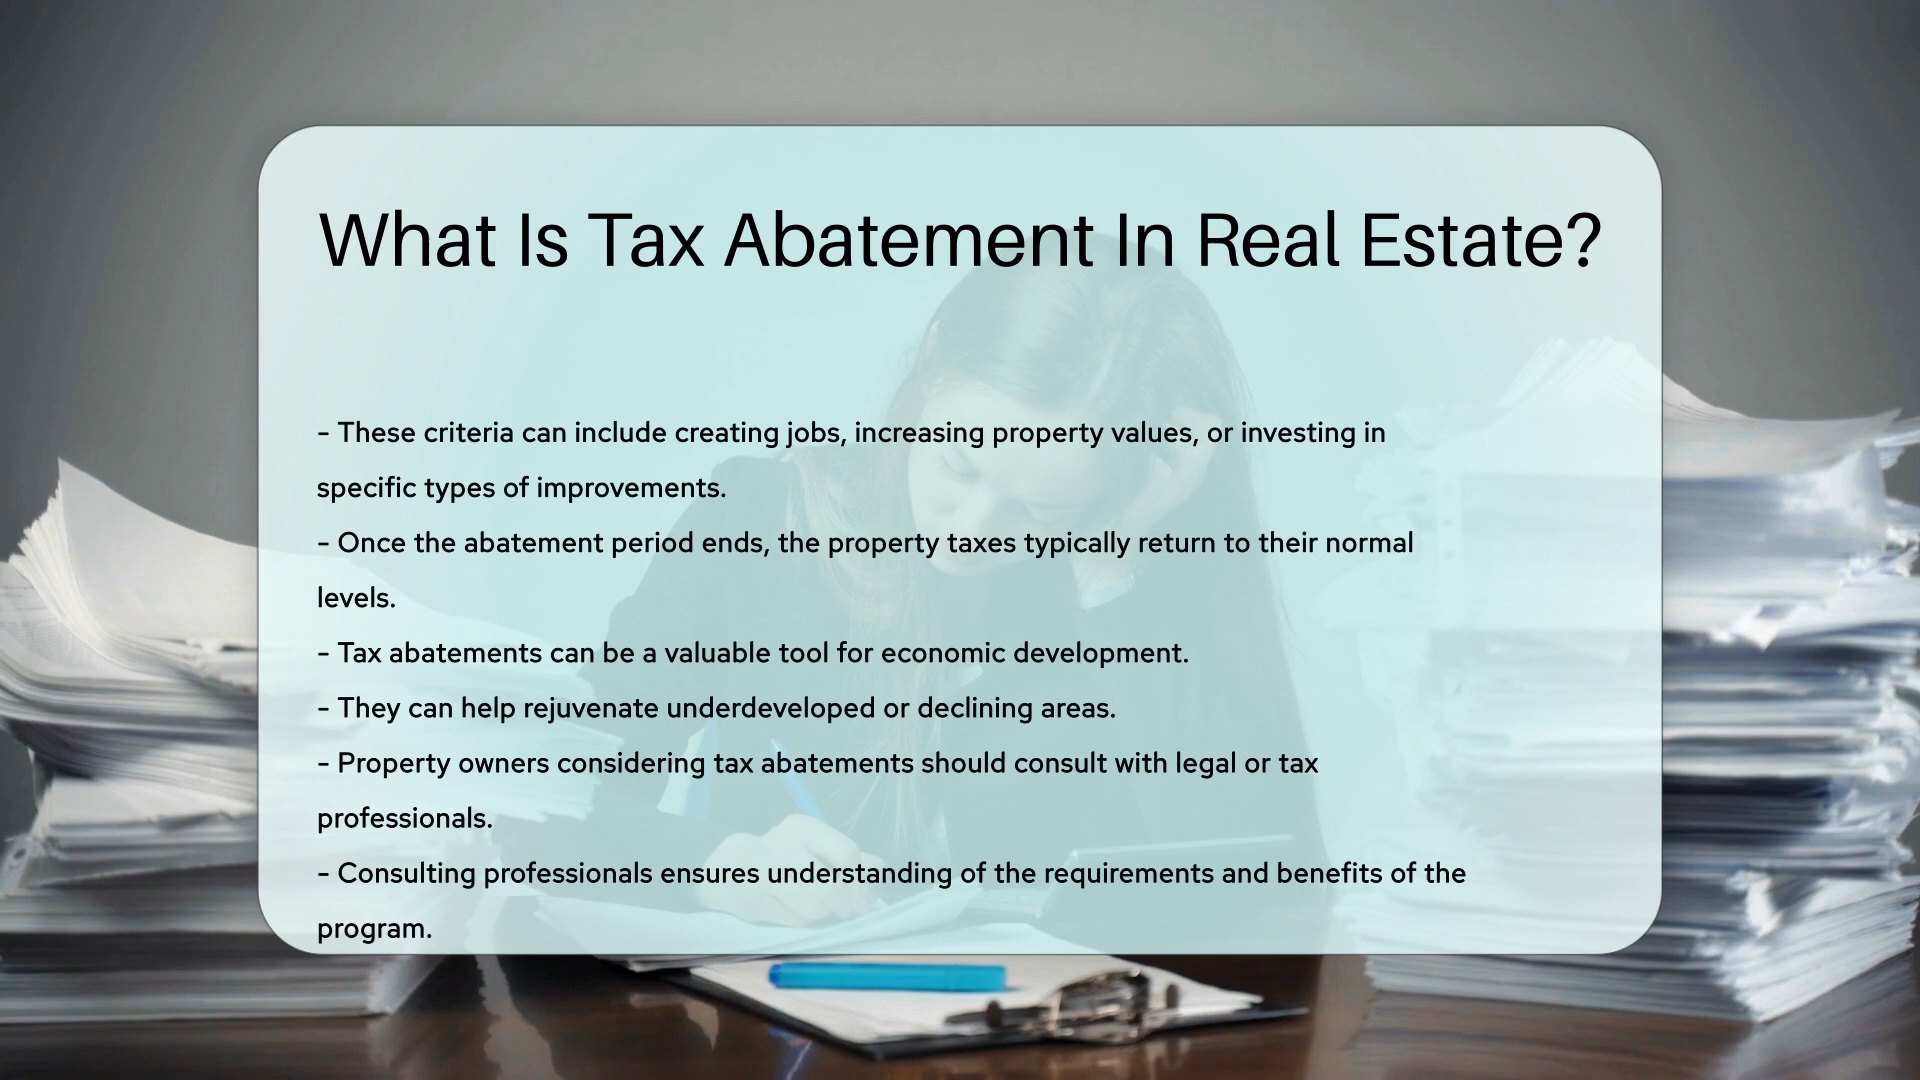 What Is Tax Abatement In Real Estate?
– These criteria can include creating jobs, increasing property values, or investing in
specific types of improvements.
– Once the abatement period ends, the property taxes typically return to their normal
levels.
– Tax abatements can be a valuable tool for economic development.
– They can help rejuvenate underdeveloped or declining areas.
– Property owners considering tax abatements should consult with legal or tax
professionals.
– Consulting professionals ensures understanding of the requirements and benefits of the
program.